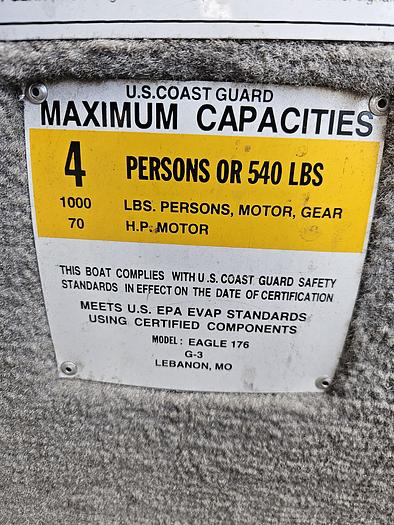 U.S.COAST GUARD
MAXIMUM CAPACITIES
4 PERSONS OR 540 LBS
1000 LBS. PERSONS, MOTOR, GEAR
70 H.P. MOTOR
THIS BOAT COMPLIES WITH U.S. COAST GUARD SAFETY
STANDARDS IN EFFECT ON THE DATE OF CERTIFICATION
MEETS U.S. EPA EVAP STANDARDS
USING CERTIFIED COMPONENTS
MODEL: EAGLE 176
G-3
LEBANON, MO